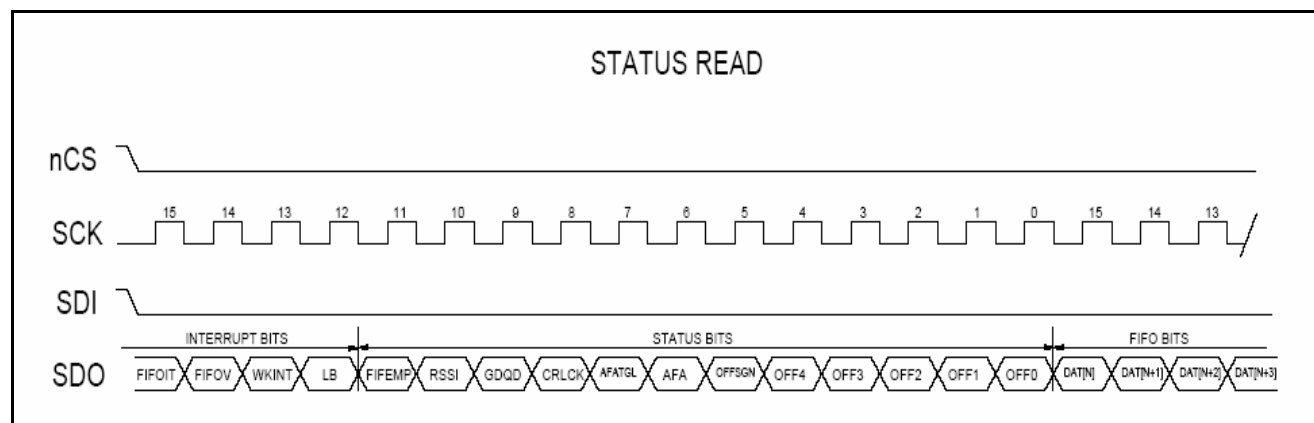 STATUS READ
nCS
SCK 15 14 13 12 11 10 9 8 7 6 5 4 3 2 1 0 15 14 13
SDI
INTERRUPT BITS STATUS BITS FIFO BITS
SDO FIFOIT FIFOV WKINT LB FIFEMP RSSI GDQD CRLCK AFATGL AFA OFFSGN OFF4 OFF3 OFF2 OFF1 OFF0 DAT[N] DAT[N+1] DAT[N+2] DAT[N+3]